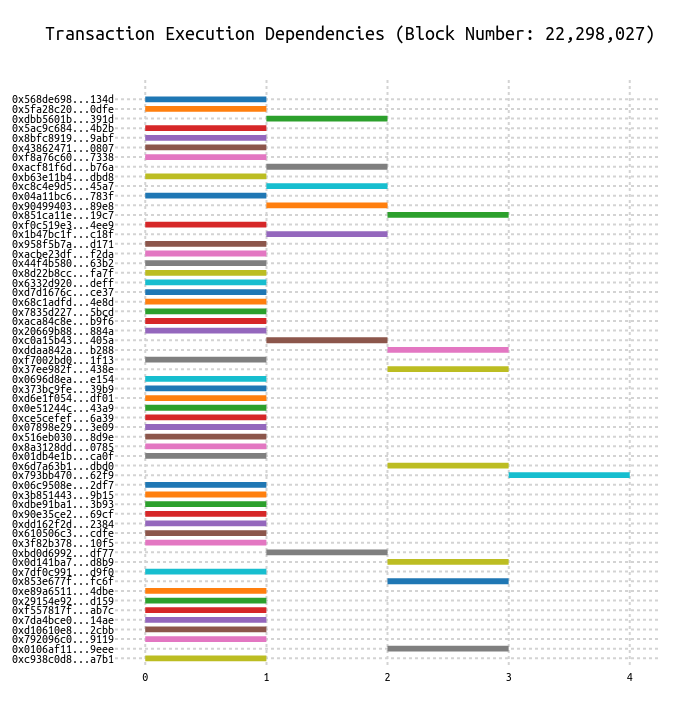 Transaction Execution Dependencies (Block Number: 22,298,027)
0x568de698...134d
0x5fa28c20...0dfe
0xdbb5601b...391d
0x5ac9c684...4b2b
0x8bfc8919...9abf
0x43862471...0807
0xf8a76c60...7338
0xacf81f6d...b76a
0xb63e11b4...dbd8
0xc8c4e9d5...45a7
0x04a11bc6...783f
0x90499403...89e8
0x851ca11e...19c7
0xf0c519e3...4ee9
0x1b47bc1f...c18f
0x958f5b7a...d171
0xacbe23df...f2da
0x44f4b580...63b2
0x8d22b8cc...fa7f
0x6332d920...deff
0xd7d1676c...ce37
0x68c1adfd...4e8d
0x7835d227...5bcd
0xaca84c8e...b9f6
0x20669b88...884a
0xc0a15b43...405a
0xddaa842a...b288
0xf7002bd0...1f13
0x37ee982f...438e
0x0696d8ea...e154
0x373bc9fe...39b9
0xd6e1f054...df01
0x0e51244c...43a9
0xce5cefef...6a39
0x07898e29...3e09
0x516eb030...8d9e
0x8a3128dd...0785
0x01db4e1b...ca0f
0x6d7a63b1...dbd0
0x793bb470...62f9
0x06c9508e...2df7
0x3b851443...9b15
0xdbe91ba1...3b93
0x90e35ce2...69cf
0xdd162f2d...2384
0x610506c3...cdfe
0x3f82b378...10f5
0xbd0d6992...df77
0x0d141ba7...d8b9
0x7df0c991...d9f0
0x853e677f...fc6f
0xe89a6511...4dbe
0x29154e92...d159
0xf557817f...ab7c
0x7da4bce0...14ae
0xd10610e8...2cbb
0x792096c0...9119
0x0106af11...9eee
0xc938c0d8...a7b1
0 1 2 3 4